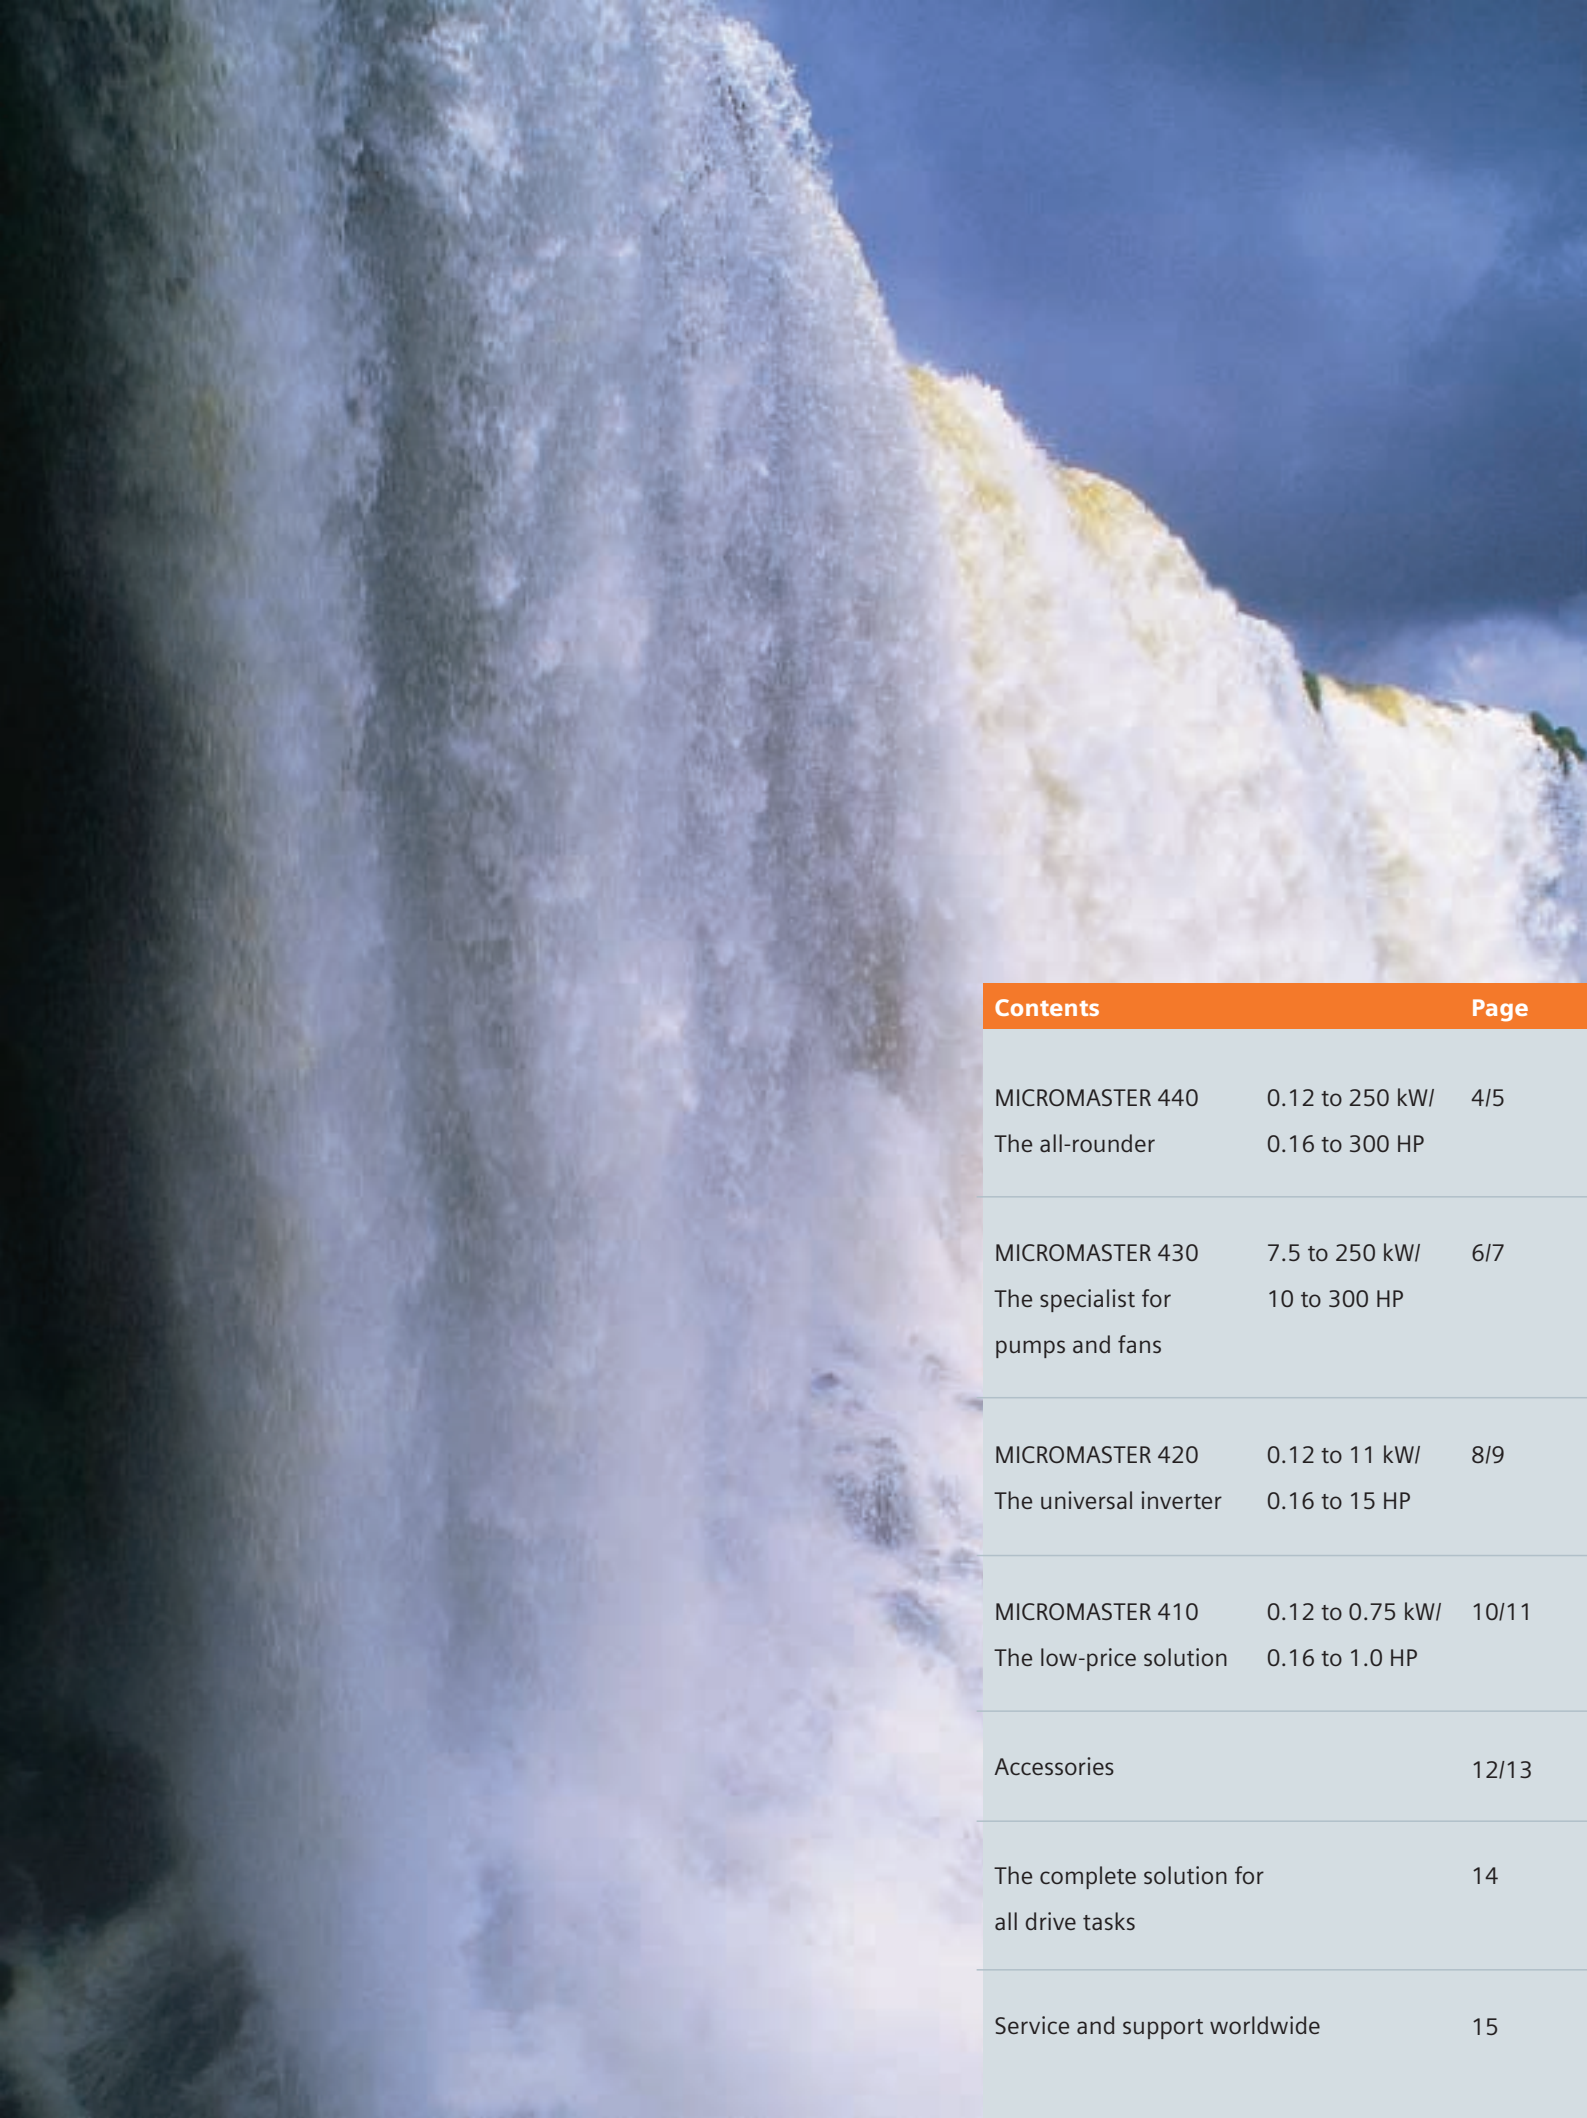 Contents Page
MICROMASTER 440 0.12 to 250 kW/ 4/5
The all-rounder 0.16 to 300 HP
MICROMASTER 430 7.5 to 250 kW/ 6/7
The specialist for 10 to 300 HP
pumps and fans
MICROMASTER 420 0.12 to 11 kW/ 8/9
The universal inverter 0.16 to 15 HP
MICROMASTER 410 0.12 to 0.75 kW/ 10/11
The low-price solution 0.16 to 1.0 HP
Accessories 12/13
The complete solution for 14
all drive tasks
Service and support worldwide 15